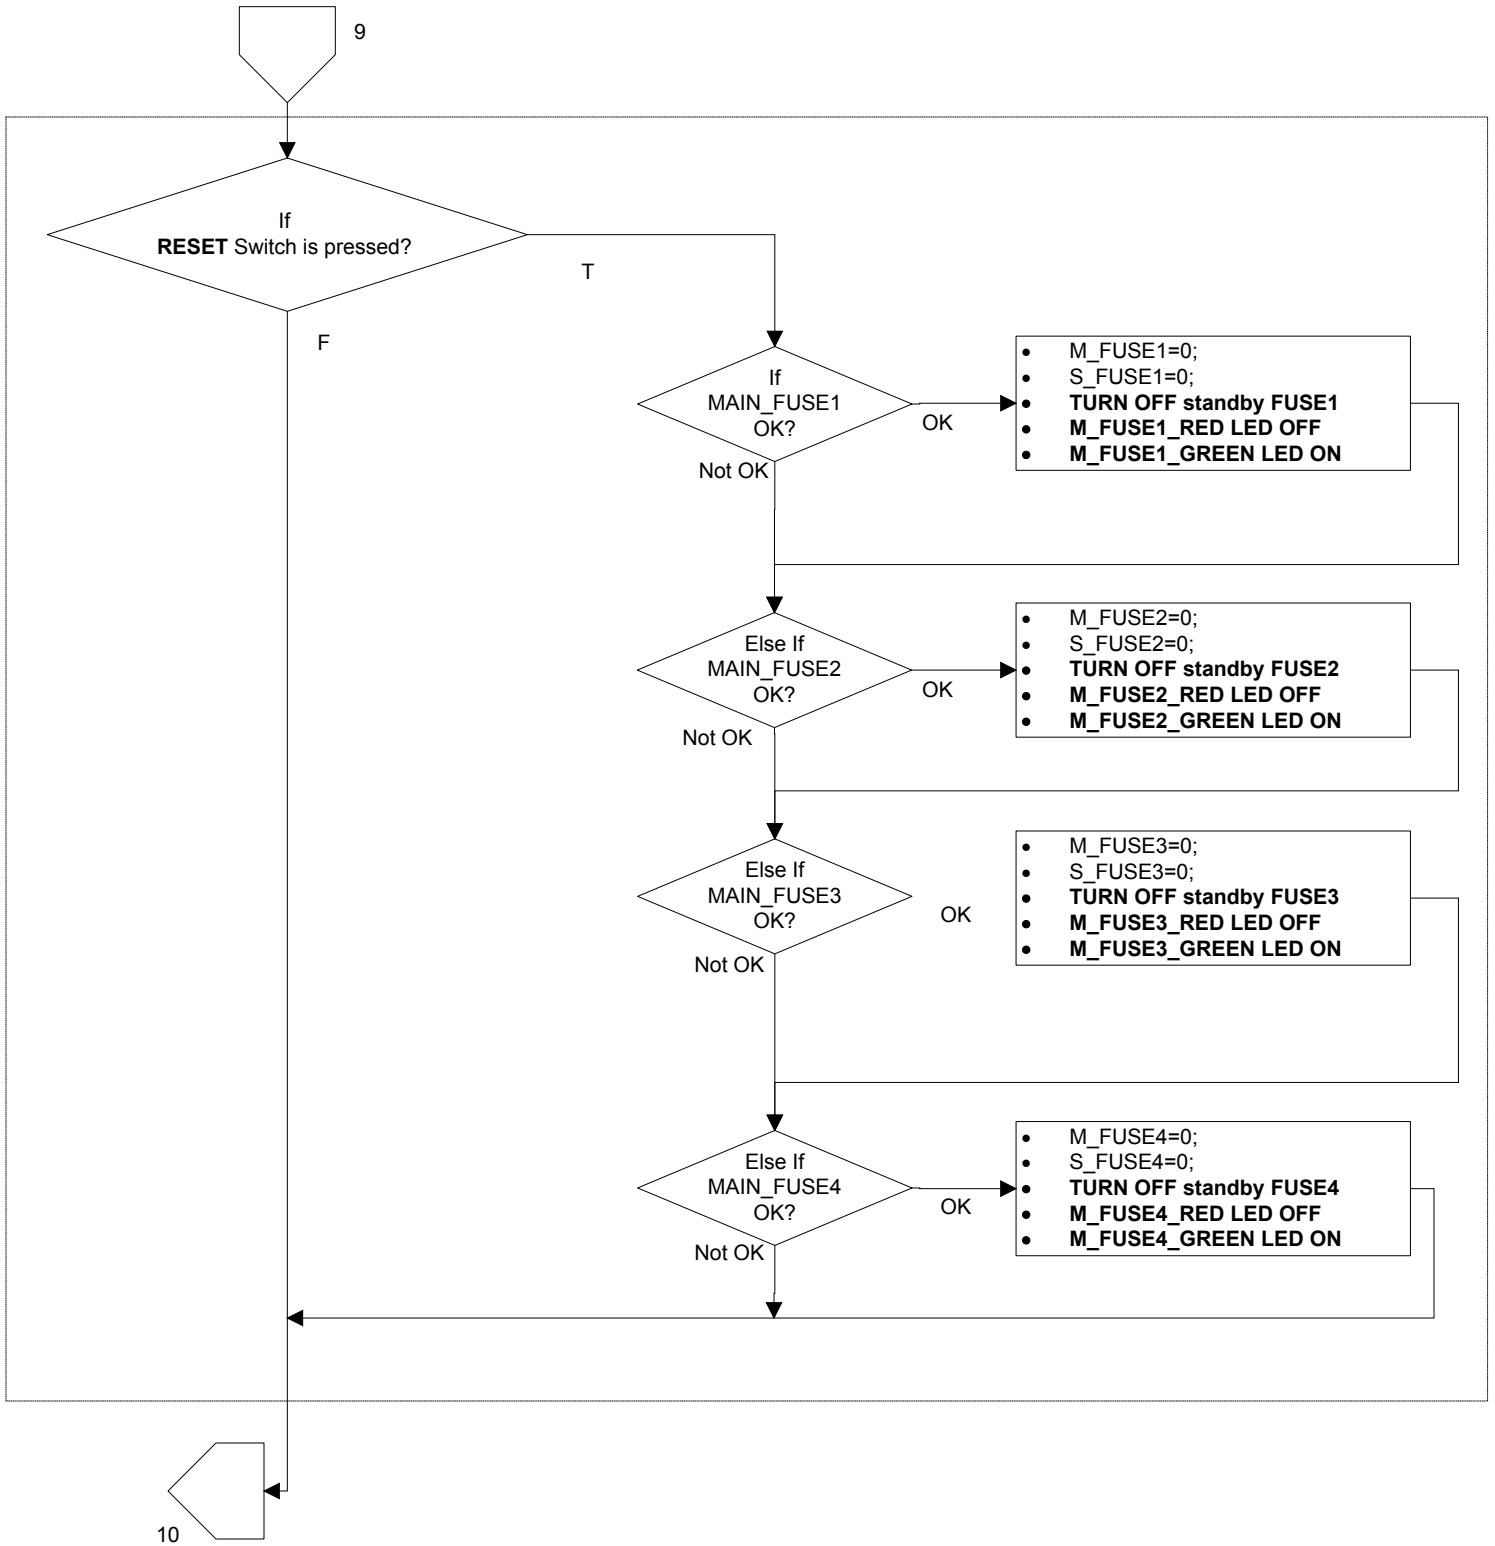 9
If
RESET Switch is pressed?
T
F
If
MAIN_FUSE1
OK?
OK
Not OK
• M_FUSE1=0;
• S_FUSE1=0;
• TURN OFF standby FUSE1
• M_FUSE1_RED LED OFF
• M_FUSE1_GREEN LED ON
Else If
MAIN_FUSE2
OK?
OK
Not OK
• M_FUSE2=0;
• S_FUSE2=0;
• TURN OFF standby FUSE2
• M_FUSE2_RED LED OFF
• M_FUSE2_GREEN LED ON
Else If
MAIN_FUSE3
OK?
OK
Not OK
• M_FUSE3=0;
• S_FUSE3=0;
• TURN OFF standby FUSE3
• M_FUSE3_RED LED OFF
• M_FUSE3_GREEN LED ON
Else If
MAIN_FUSE4
OK?
OK
Not OK
• M_FUSE4=0;
• S_FUSE4=0;
• TURN OFF standby FUSE4
• M_FUSE4_RED LED OFF
• M_FUSE4_GREEN LED ON
10